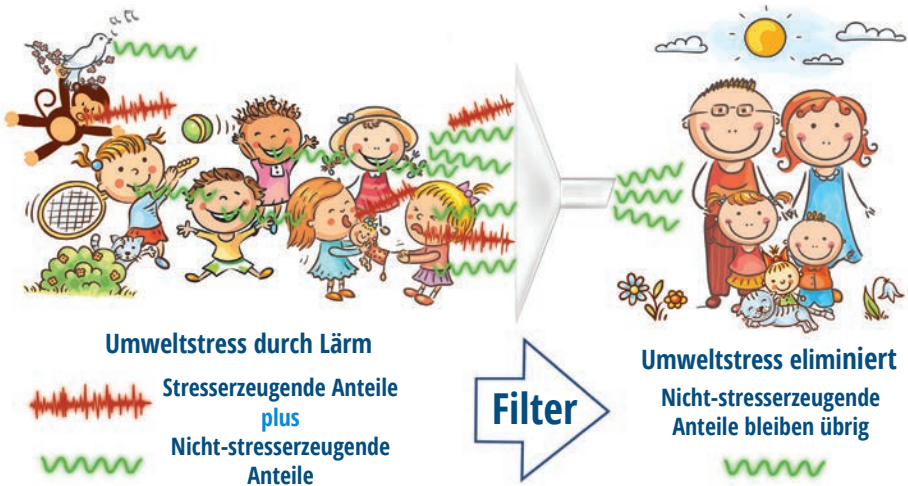 Umweltstress durch Lärm
Stresserzeugende Anteile
plus
Nicht-stresserzeugende
Anteile
Filter
Umweltstress eliminiert
Nicht-stresserzeugende
Anteile bleiben übrig